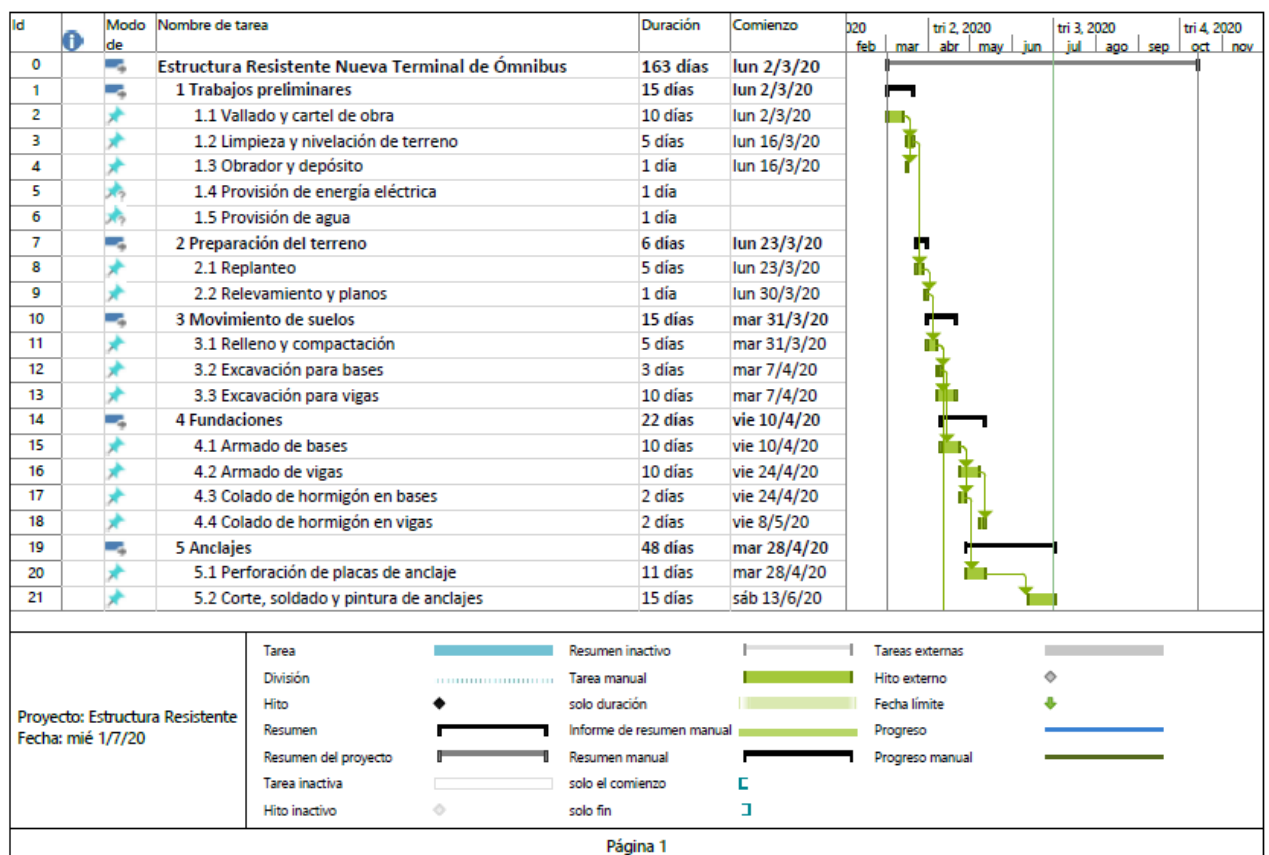 Id Modo de Nombre de tarea Duración Comienzo 020 tri 2, 2020 tri 3, 2020 tri 4, 2020
feb mar abr may jun jul ago sep oct nov
0 Estructura Resistente Nueva Terminal de Ómnibus 163 días lun 2/3/20
1 1 Trabajos preliminares 15 días lun 2/3/20
2 1.1 Vallado y cartel de obra 10 días lun 2/3/20
3 1.2 Limpieza y nivelación de terreno 5 días lun 16/3/20
4 1.3 Obrador y depósito 1 día lun 16/3/20
5 1.4 Provisión de energía eléctrica 1 día
6 1.5 Provisión de agua 1 día
7 2 Preparación del terreno 6 días lun 23/3/20
8 2.1 Replanteo 5 días lun 23/3/20
9 2.2 Relevamiento y planos 1 día lun 30/3/20
10 3 Movimiento de suelos 15 días mar 31/3/20
11 3.1 Relleno y compactación 5 días mar 31/3/20
12 3.2 Excavación para bases 3 días mar 7/4/20
13 3.3 Excavación para vigas 10 días mar 7/4/20
14 4 Fundaciones 22 días vie 10/4/20
15 4.1 Armado de bases 10 días vie 10/4/20
16 4.2 Armado de vigas 10 días vie 24/4/20
17 4.3 Colado de hormigón en bases 2 días vie 24/4/20
18 4.4 Colado de hormigón en vigas 2 días vie 8/5/20
19 5 Anclajes 48 días mar 28/4/20
20 5.1 Perforación de placas de anclaje 11 días mar 28/4/20
21 5.2 Corte, soldado y pintura de anclajes 15 días sáb 13/6/20
Proyecto: Estructura Resistente
Fecha: mié 1/7/20
Tarea Resumen inactivo Tareas externas
División Tarea manual Hito externo
Hito solo duración Fecha límite
Resumen Informe de resumen manual Progreso
Resumen del proyecto Resumen manual Progreso manual
Tarea inactiva solo el comienzo
Hito inactivo solo fin
Página 1